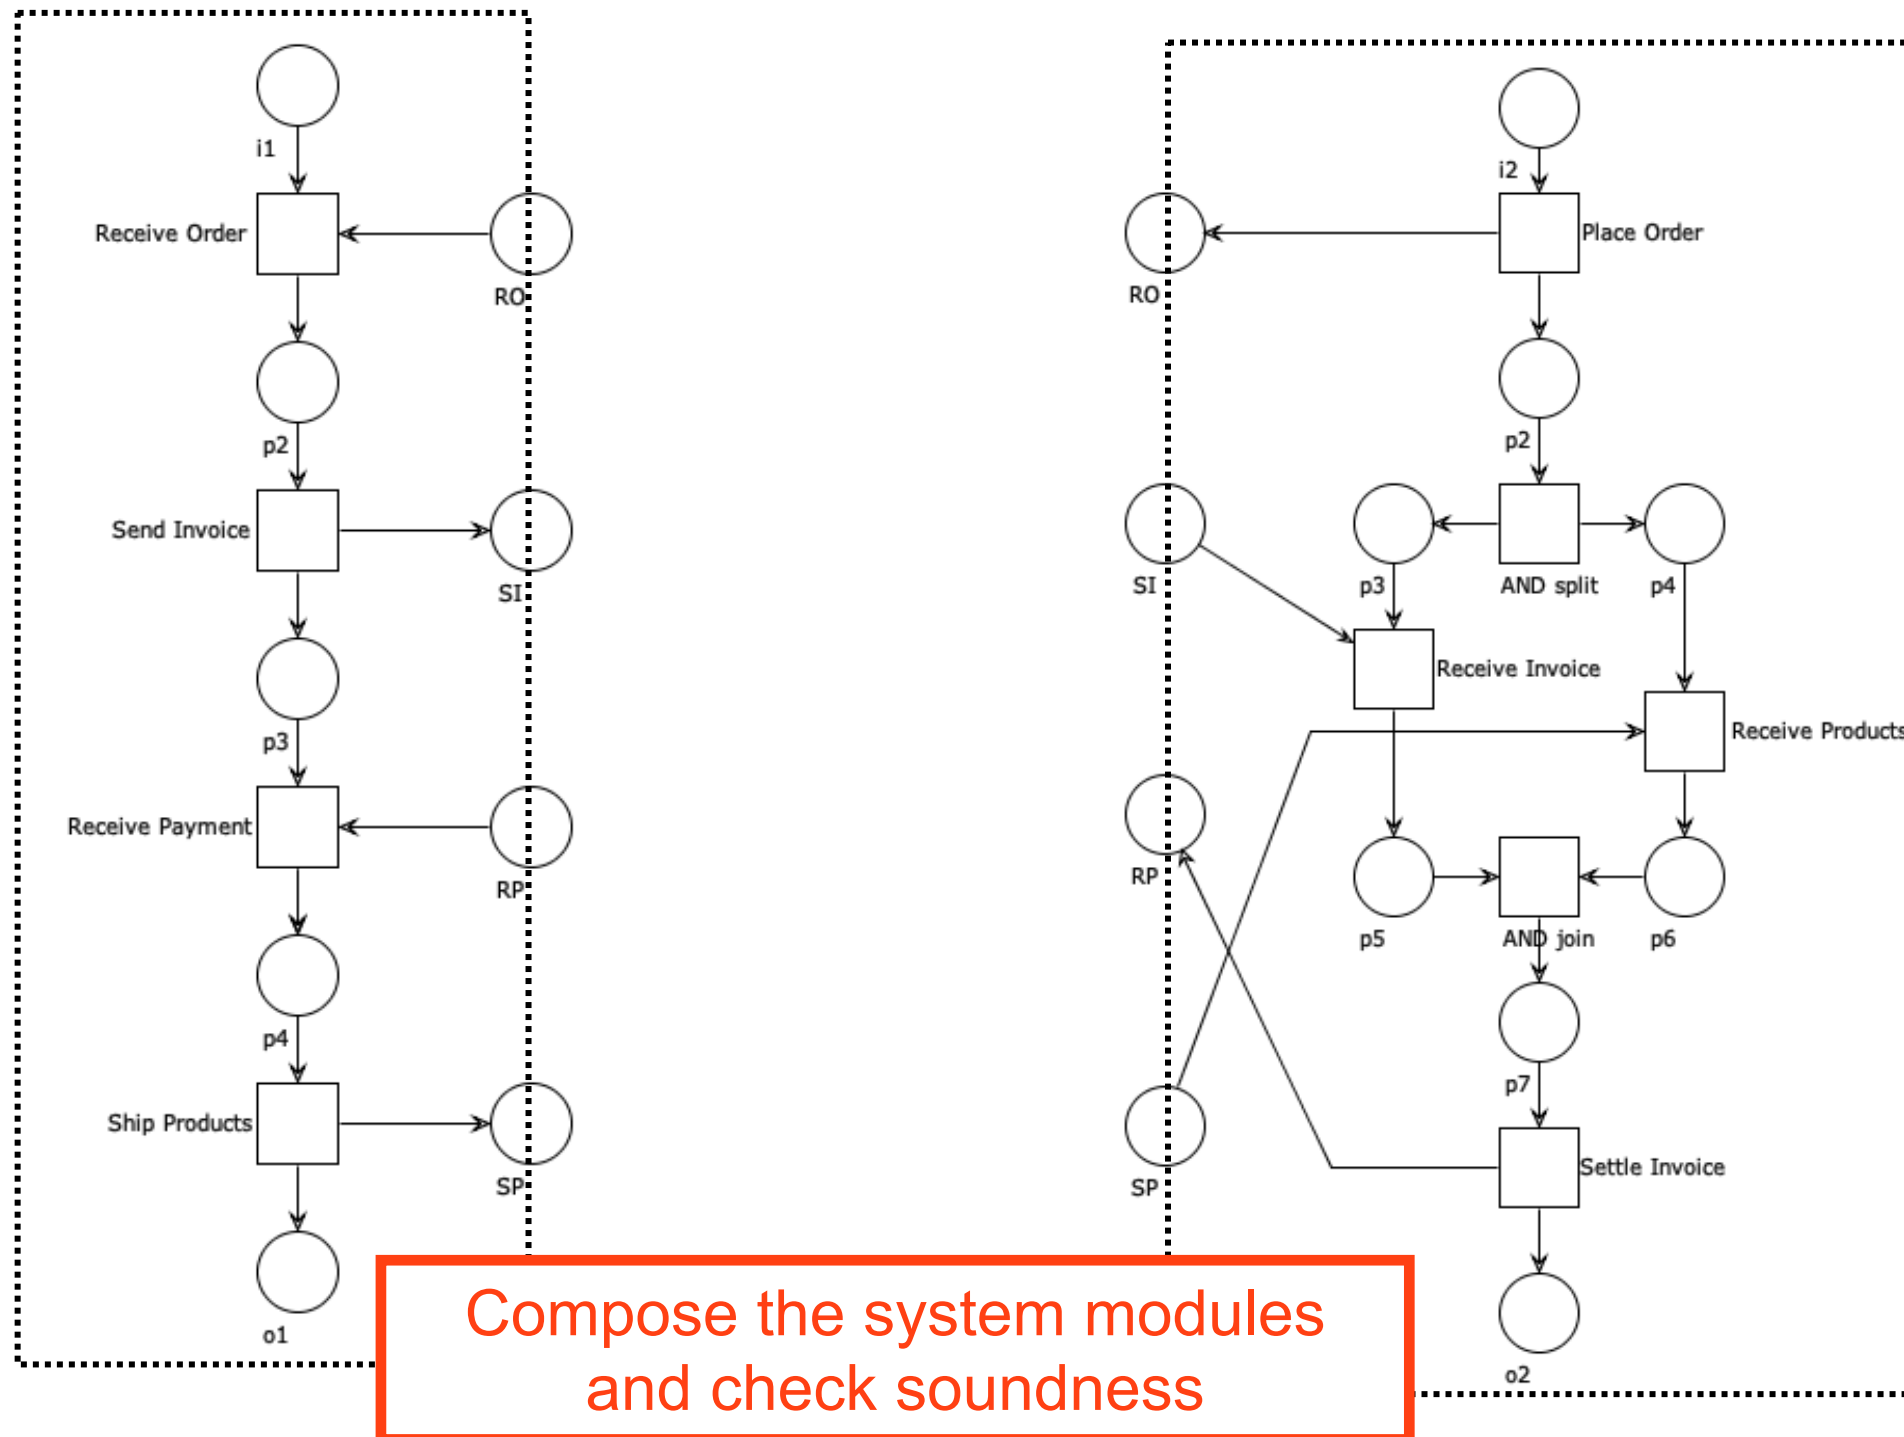 i1
Receive Order
RO
p2
Send Invoice
SI
p3
Receive Payment
RP
p4
Ship Products
SP
o1
i2
Place Order
RO
p2
SI
p3
AND split
p4
Receive Invoice
Receive Products
RP
p5
AND join
p6
p7
SP
Settle Invoice
o2
Compose the system modules
and check soundness